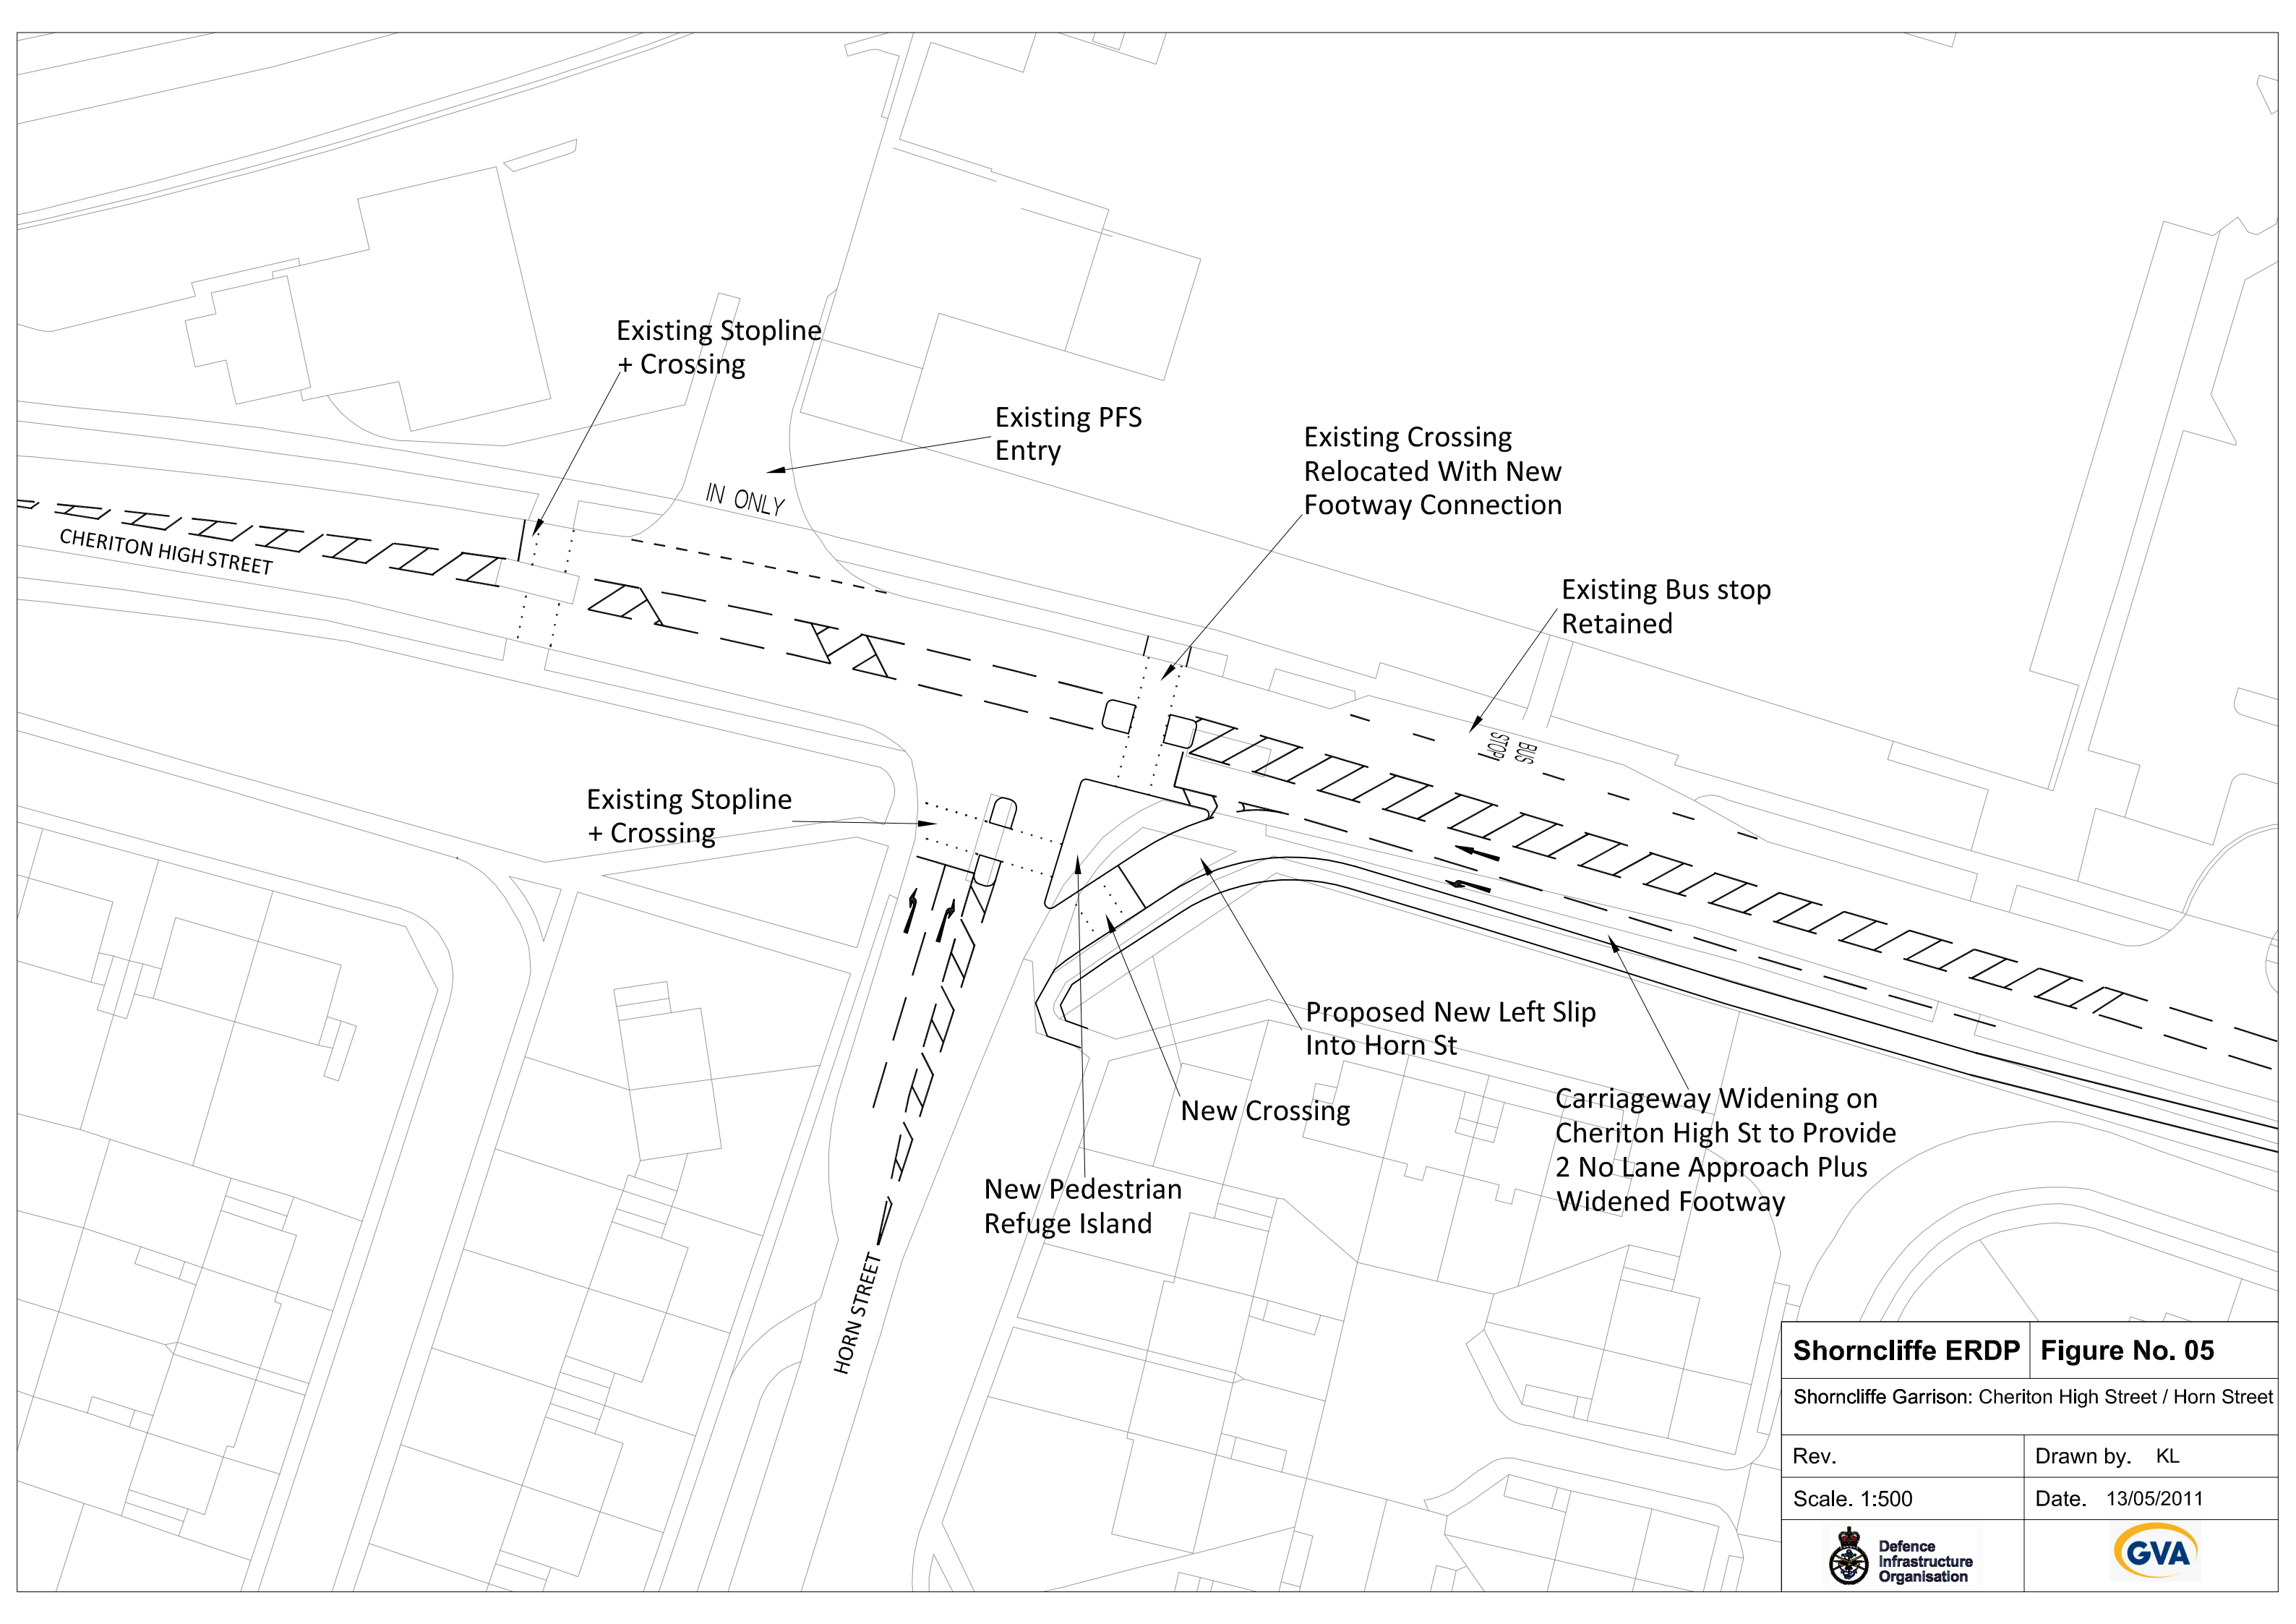 Existing Stopline
+ Crossing
Existing PFS
Entry
IN ONLY
Existing Crossing
Relocated With New
Footway Connection
CHERITON HIGH STREET
Existing Bus stop
Retained
BUS
STOP
Existing Stopline
+ Crossing
Proposed New Left Slip
Into Horn St
New Crossing
Carriageway Widening on
Cheriton High St to Provide
2 No Lane Approach Plus
Widened Footway
New Pedestrian
Refuge Island
HORN STREET
Shorncliffe ERDP
Figure No. 05
Shorncliffe Garrison: Cheriton High Street / Horn Street
Rev.
Drawn by. KL
Scale. 1:500
Date. 13/05/2011
Defence
Infrastructure
Organisation
GVA